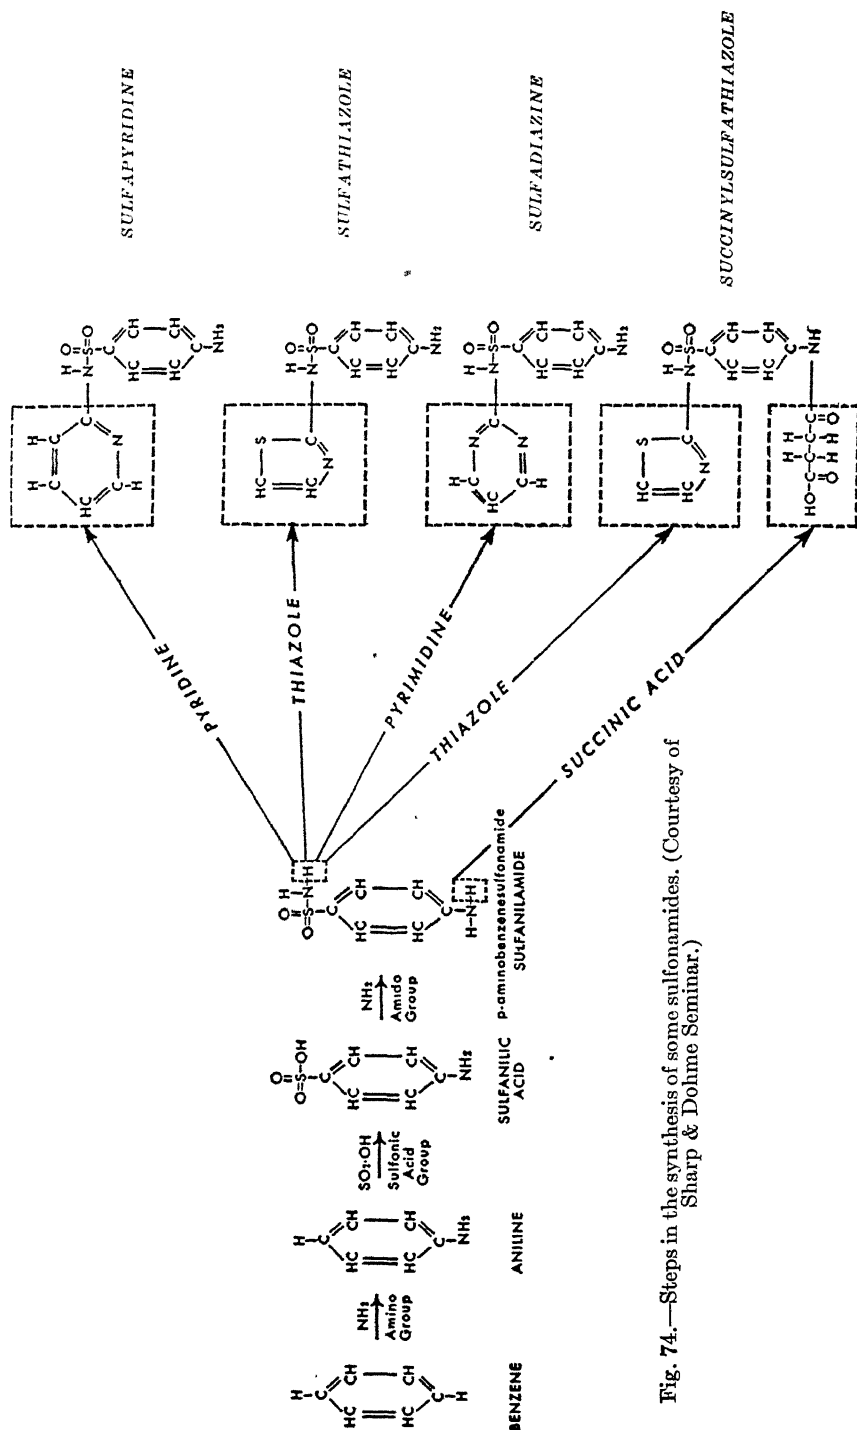 BENZENE
NH₂
Amino
Group
ANILINE
SO₂·OH
Sulfonic
Acid
Group
SULFANILIC
ACID
NH₂
Amido
Group
p-aminobenzenesulfonamide
SULFANILAMIDE
PYRIDINE
THIAZOLE
PYRIMIDINE
THIAZOLE
SUCCINIC ACID
SULFAPYRIDINE
SULFATHIAZOLE
SULFADIAZINE
SUCCINYLSULFATHIAZOLE
Fig. 74.—Steps in the synthesis of some sulfonamides. (Courtesy of
Sharp & Dohme Seminar.)